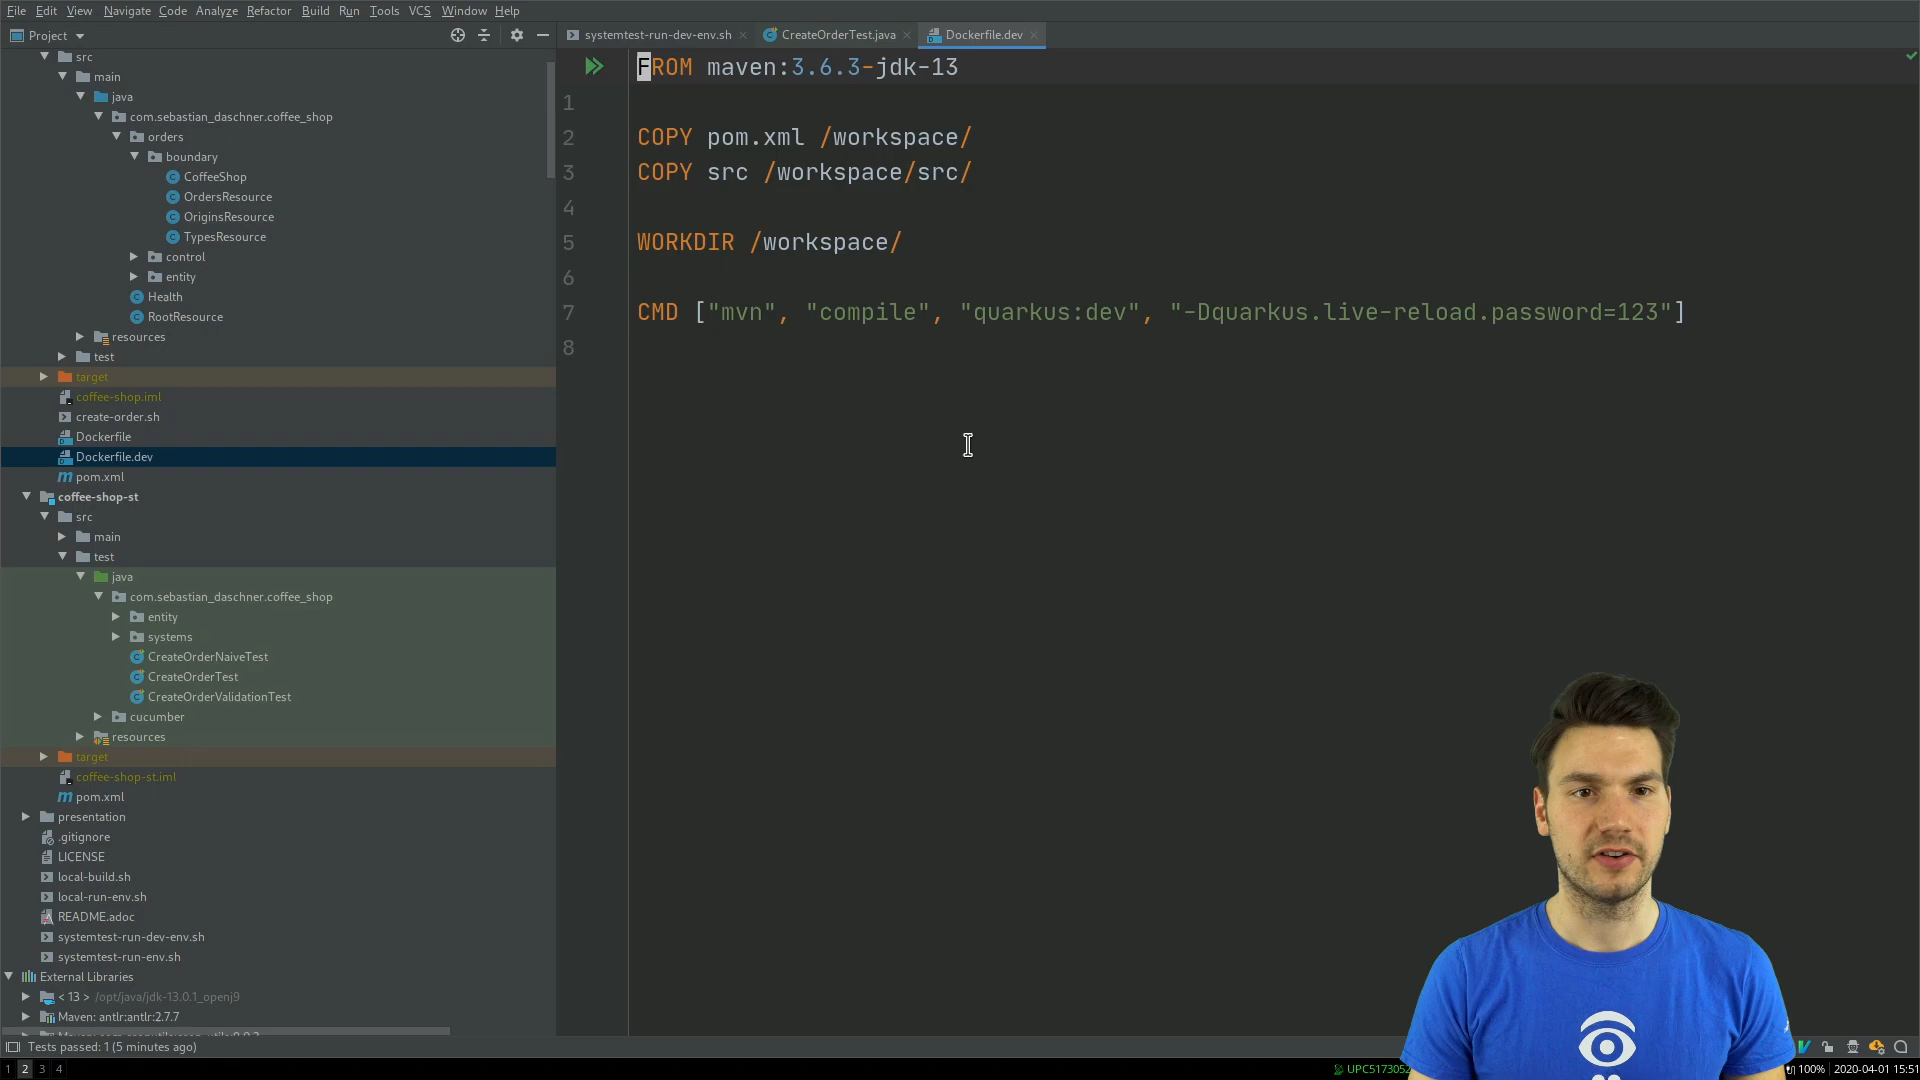 File Edit View Navigate Code Analyze Refactor Build Run Tools VCS Window Help
Project
systemtest-run-dev-env.sh
CreateOrderTest.java
Dockerfile.dev
src
main
java
com.sebastian_daschner.coffee_shop
orders
boundary
CoffeeShop
OrdersResource
OriginsResource
TypesResource
control
entity
Health
RootResource
resources
test
target
coffee-shop.iml
create-order.sh
Dockerfile
Dockerfile.dev
pom.xml
coffee-shop-st
src
main
test
java
com.sebastian_daschner.coffee_shop
entity
systems
CreateOrderNaiveTest
CreateOrderTest
CreateOrderValidationTest
cucumber
resources
target
coffee-shop-st.iml
pom.xml
presentation
.gitignore
LICENSE
local-build.sh
local-run-env.sh
README.adoc
systemtest-run-dev-env.sh
systemtest-run-env.sh
External Libraries
< 13 > /opt/java/jdk-13.0.1_openj9
Maven: antlr:antlr:2.7.7
FROM maven:3.6.3-jdk-13
1
2 COPY pom.xml /workspace/
3 COPY src /workspace/src/
4
5 WORKDIR /workspace/
6
7 CMD ["mvn", "compile", "quarkus:dev", "-Dquarkus.live-reload.password=123"]
8
Tests passed: 1 (5 minutes ago)
1 2 3 4
UPC5173052
100%
2020-04-01 15:51